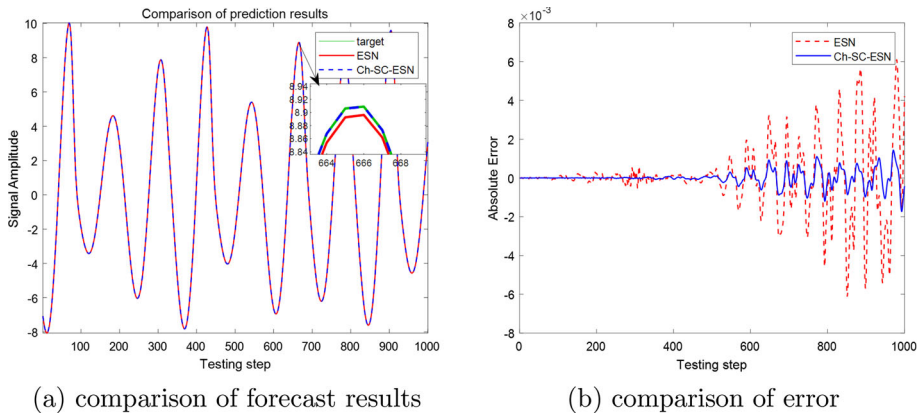 Comparison of prediction results
10
8
6
4
2
0
-2
-4
-6
-8
Signal Amplitude
target
ESN
Ch-SC-ESN
8.94
8.92
8.9
8.88
8.86
8.84
664 666 668
100 200 300 400 500 600 700 800 900 1000
Testing step
(a) comparison of forecast results
×10⁻³
8
6
4
2
0
-2
-4
-6
-8
Absolute Error
ESN
Ch-SC-ESN
0 200 400 600 800 1000
Testing step
(b) comparison of error